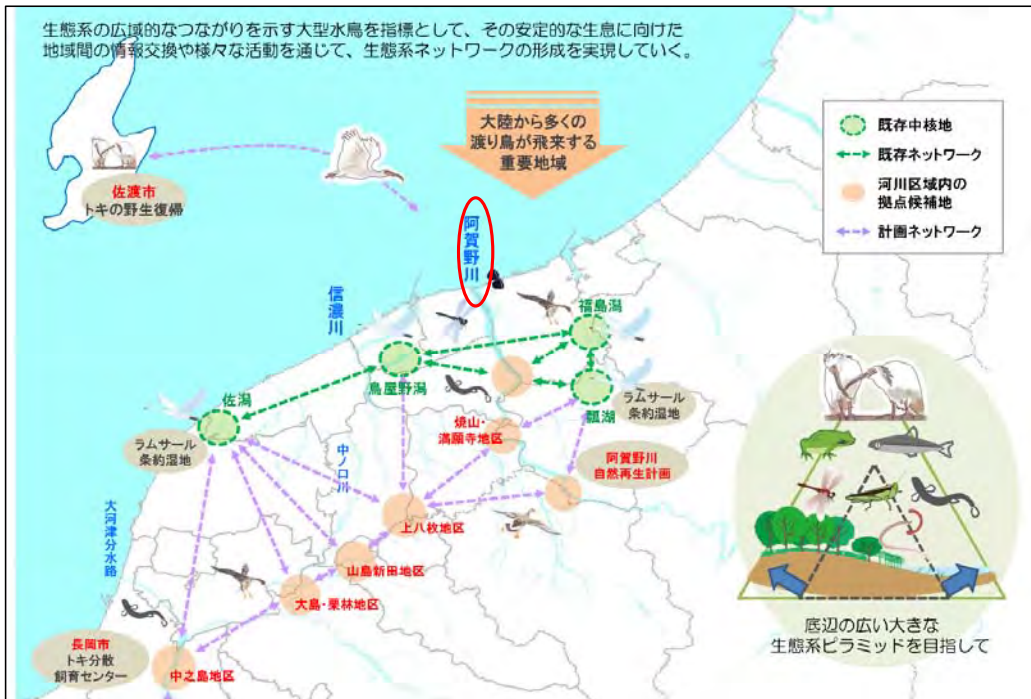 生態系の広域的なつながりを示す大型水鳥を指標として、その安定的な生息に向けた
地域間の情報交換や様々な活動を通じて、生態系ネットワークの形成を実現していく。
大陸から多くの
渡り鳥が飛来する
重要地域
既存中核地
既存ネットワーク
河川区域内の
拠点候補地
計画ネットワーク
佐渡市
トキの野生復帰
阿賀野川
信濃川
福島潟
鳥屋野潟
佐潟
瓢湖
ラムサール
条約湿地
ラムサール
条約湿地
焼山・
満願寺地区
中ノ口川
阿賀野川
自然再生計画
大河津分水路
上八枚地区
山島新田地区
大島・栗林地区
長岡市
トキ分散
飼育センター
中之島地区
底辺の広い大きな
生態系ピラミッドを目指して